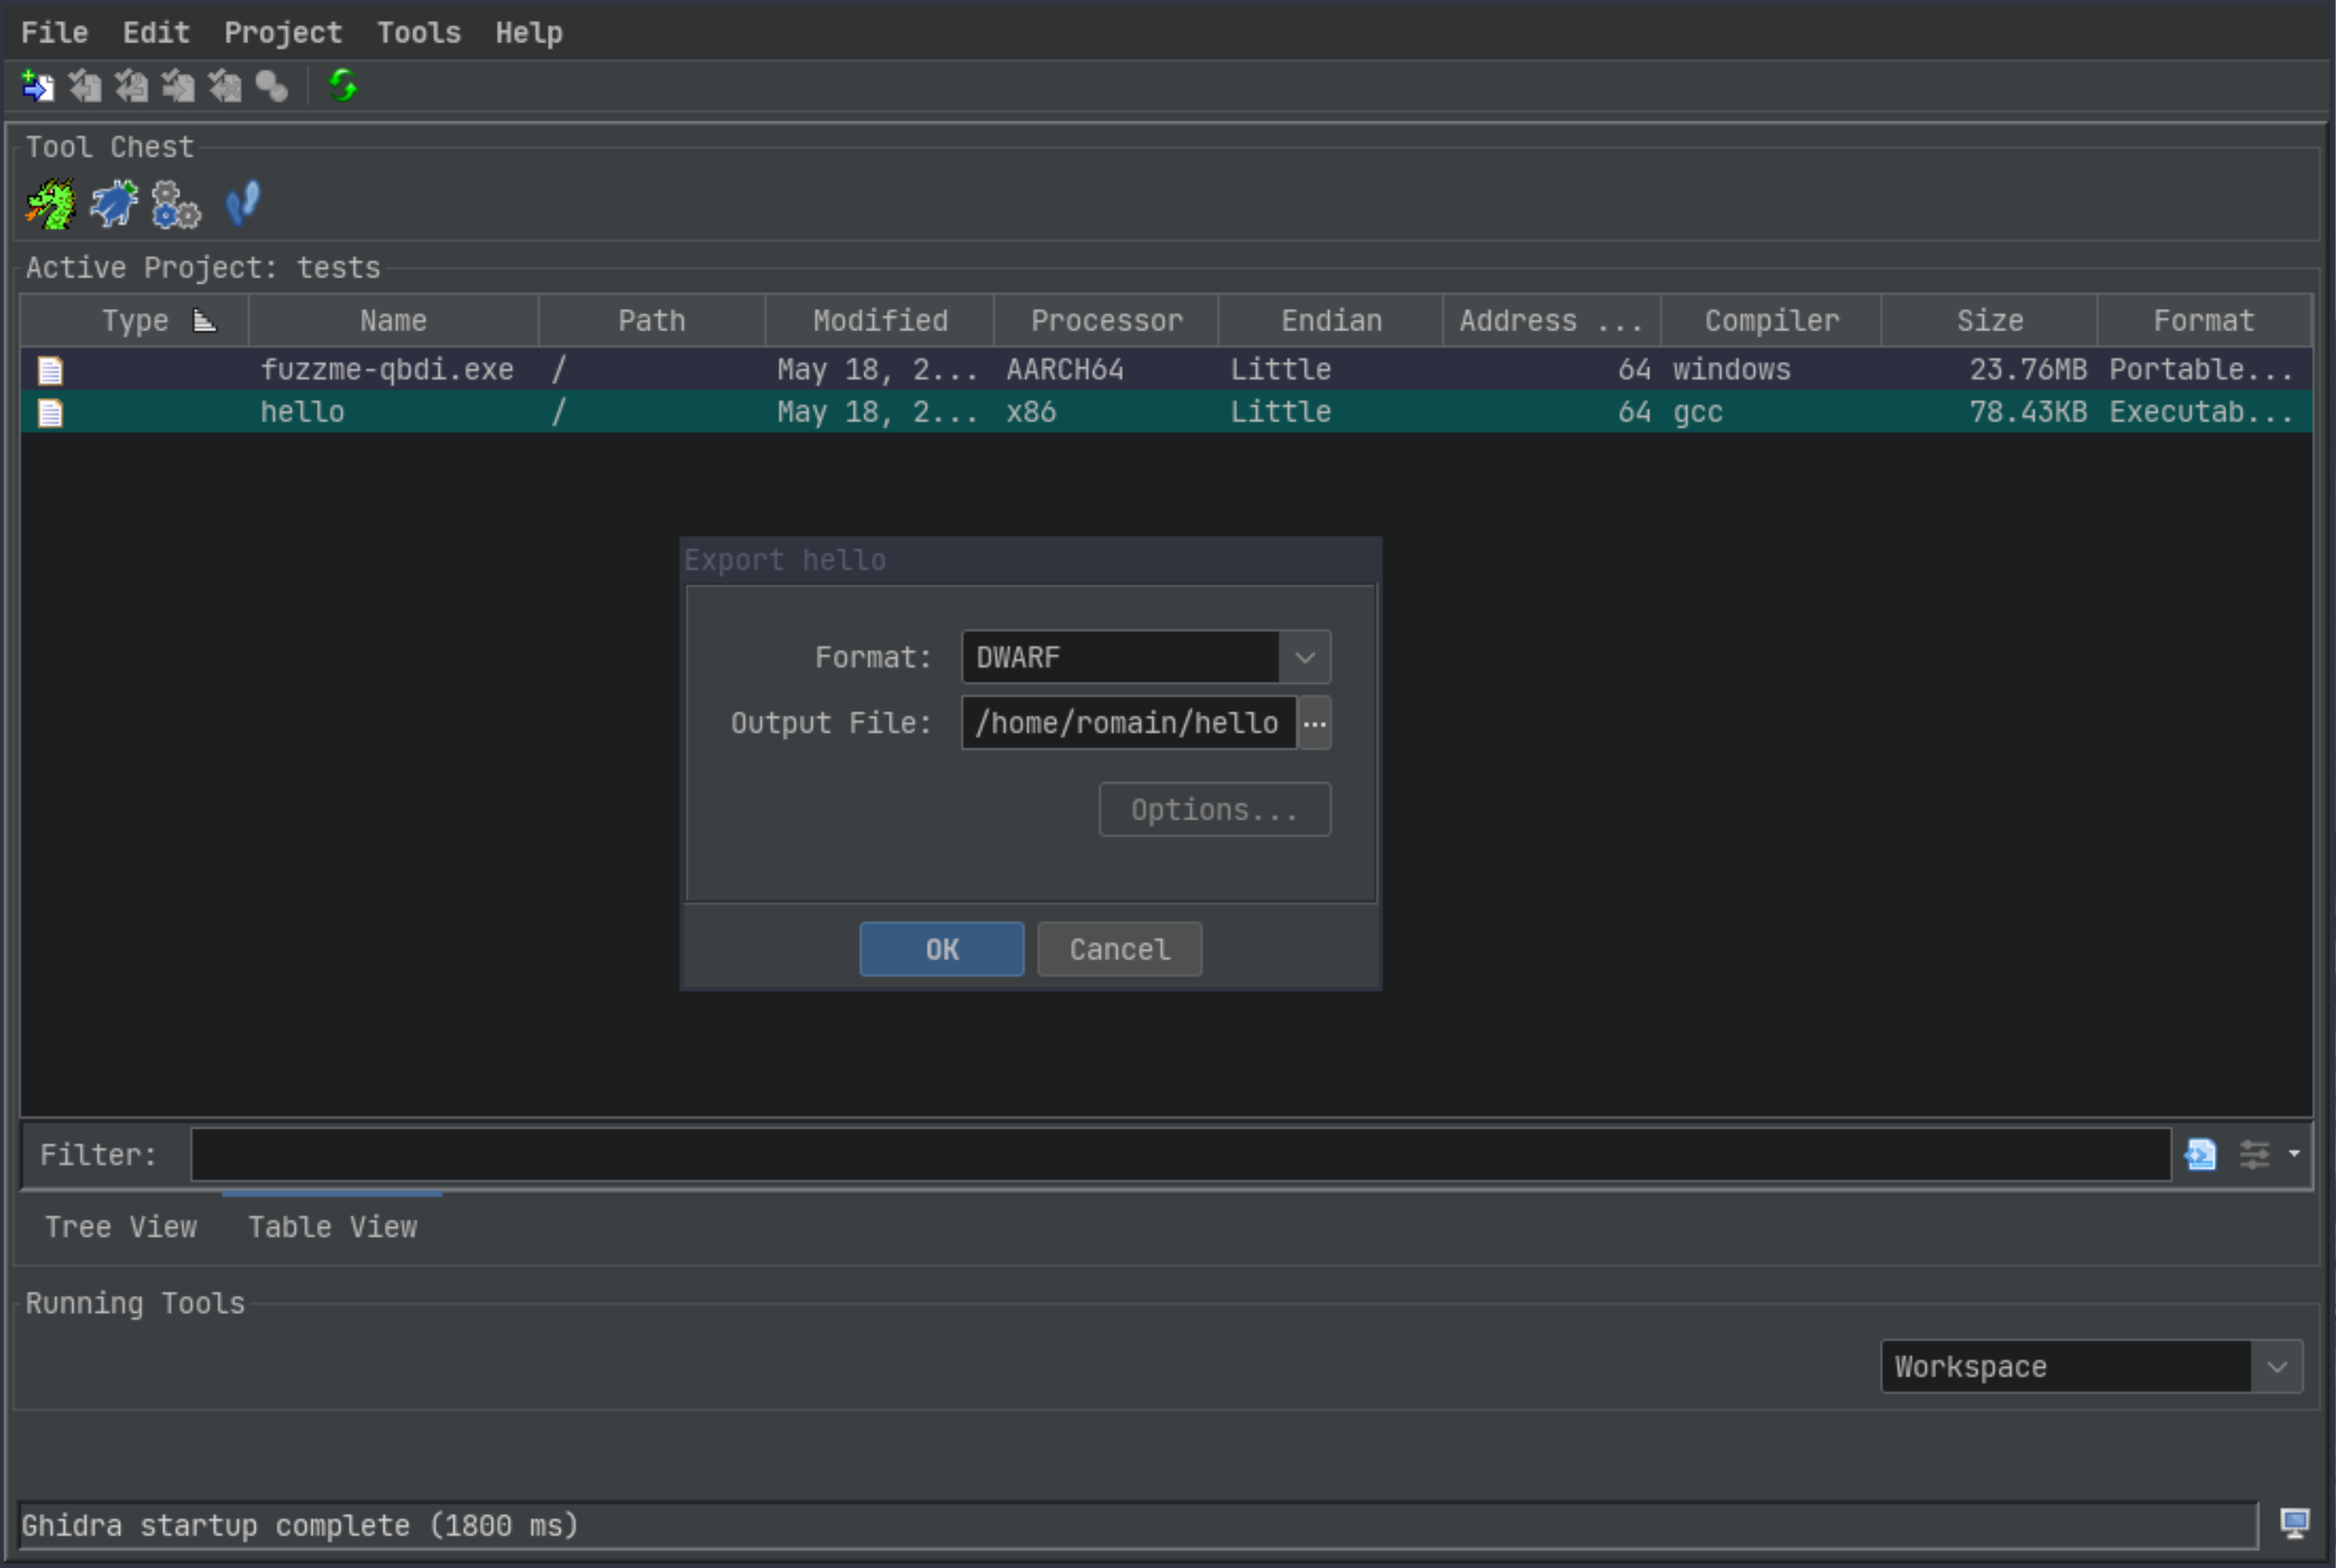 File Edit Project Tools Help
Tool Chest
Active Project: tests
Type Name Path Modified Processor Endian Address ... Compiler Size Format
fuzzme-qbdi.exe / May 18, 2... AARCH64 Little 64 windows 23.76MB Portable...
hello / May 18, 2... x86 Little 64 gcc 78.43KB Executab...
Export hello
Format: DWARF
Output File: /home/romain/hello ...
Options...
OK Cancel
Filter:
Tree View Table View
Running Tools
Workspace
Ghidra startup complete (1800 ms)